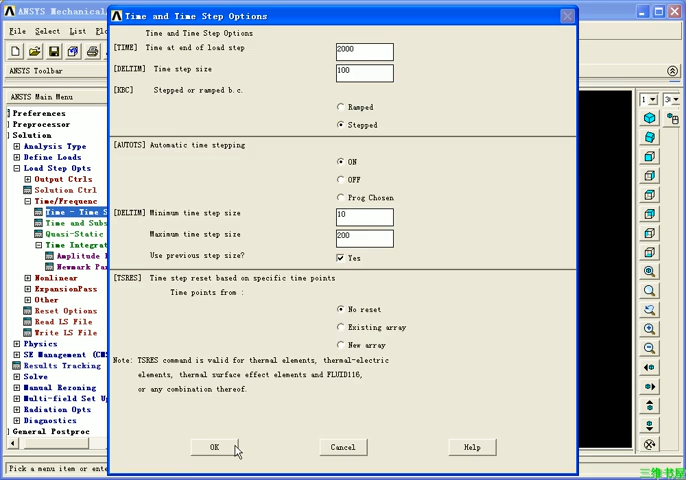 ANSYS Mechanical
Time and Time Step Options
File Select List Plo
ANSYS Toolbar
ANSYS Main Menu
Preferences
Preprocessor
Solution
Analysis Type
Define Loads
Load Step Opts
Output Ctrls
Solution Ctrl
Time/Frequenc
Time - Time S
Time and Subs
Quasi-Static
Time Integrat
Amplitude
Newmark Par
Nonlinear
ExpansionPass
Other
Reset Options
Read LS File
Write LS File
Physics
SE Management (CMS
Results Tracking
Solve
Manual Rezoning
Multi-field Set Up
Radiation Opts
Diagnostics
General Postproc
Pick a menu item or ente
Time and Time Step Options
[TIME] Time at end of load step
2000
[DELTIM] Time step size
100
[KBC] Stepped or ramped b.c.
Ramped
Stepped
[AUTOTS] Automatic time stepping
ON
OFF
Prog Chosen
[DELTIM] Minimum time step size
10
Maximum time step size
200
Use previous step size?
Yes
[TSRES] Time step reset based on specific time points
Time points from :
No reset
Existing array
New array
Note: TSRES command is valid for thermal elements, thermal-electric
elements, thermal surface effect elements and FLUID116,
or any combination thereof.
OK Cancel Help
1
3
三维书屋